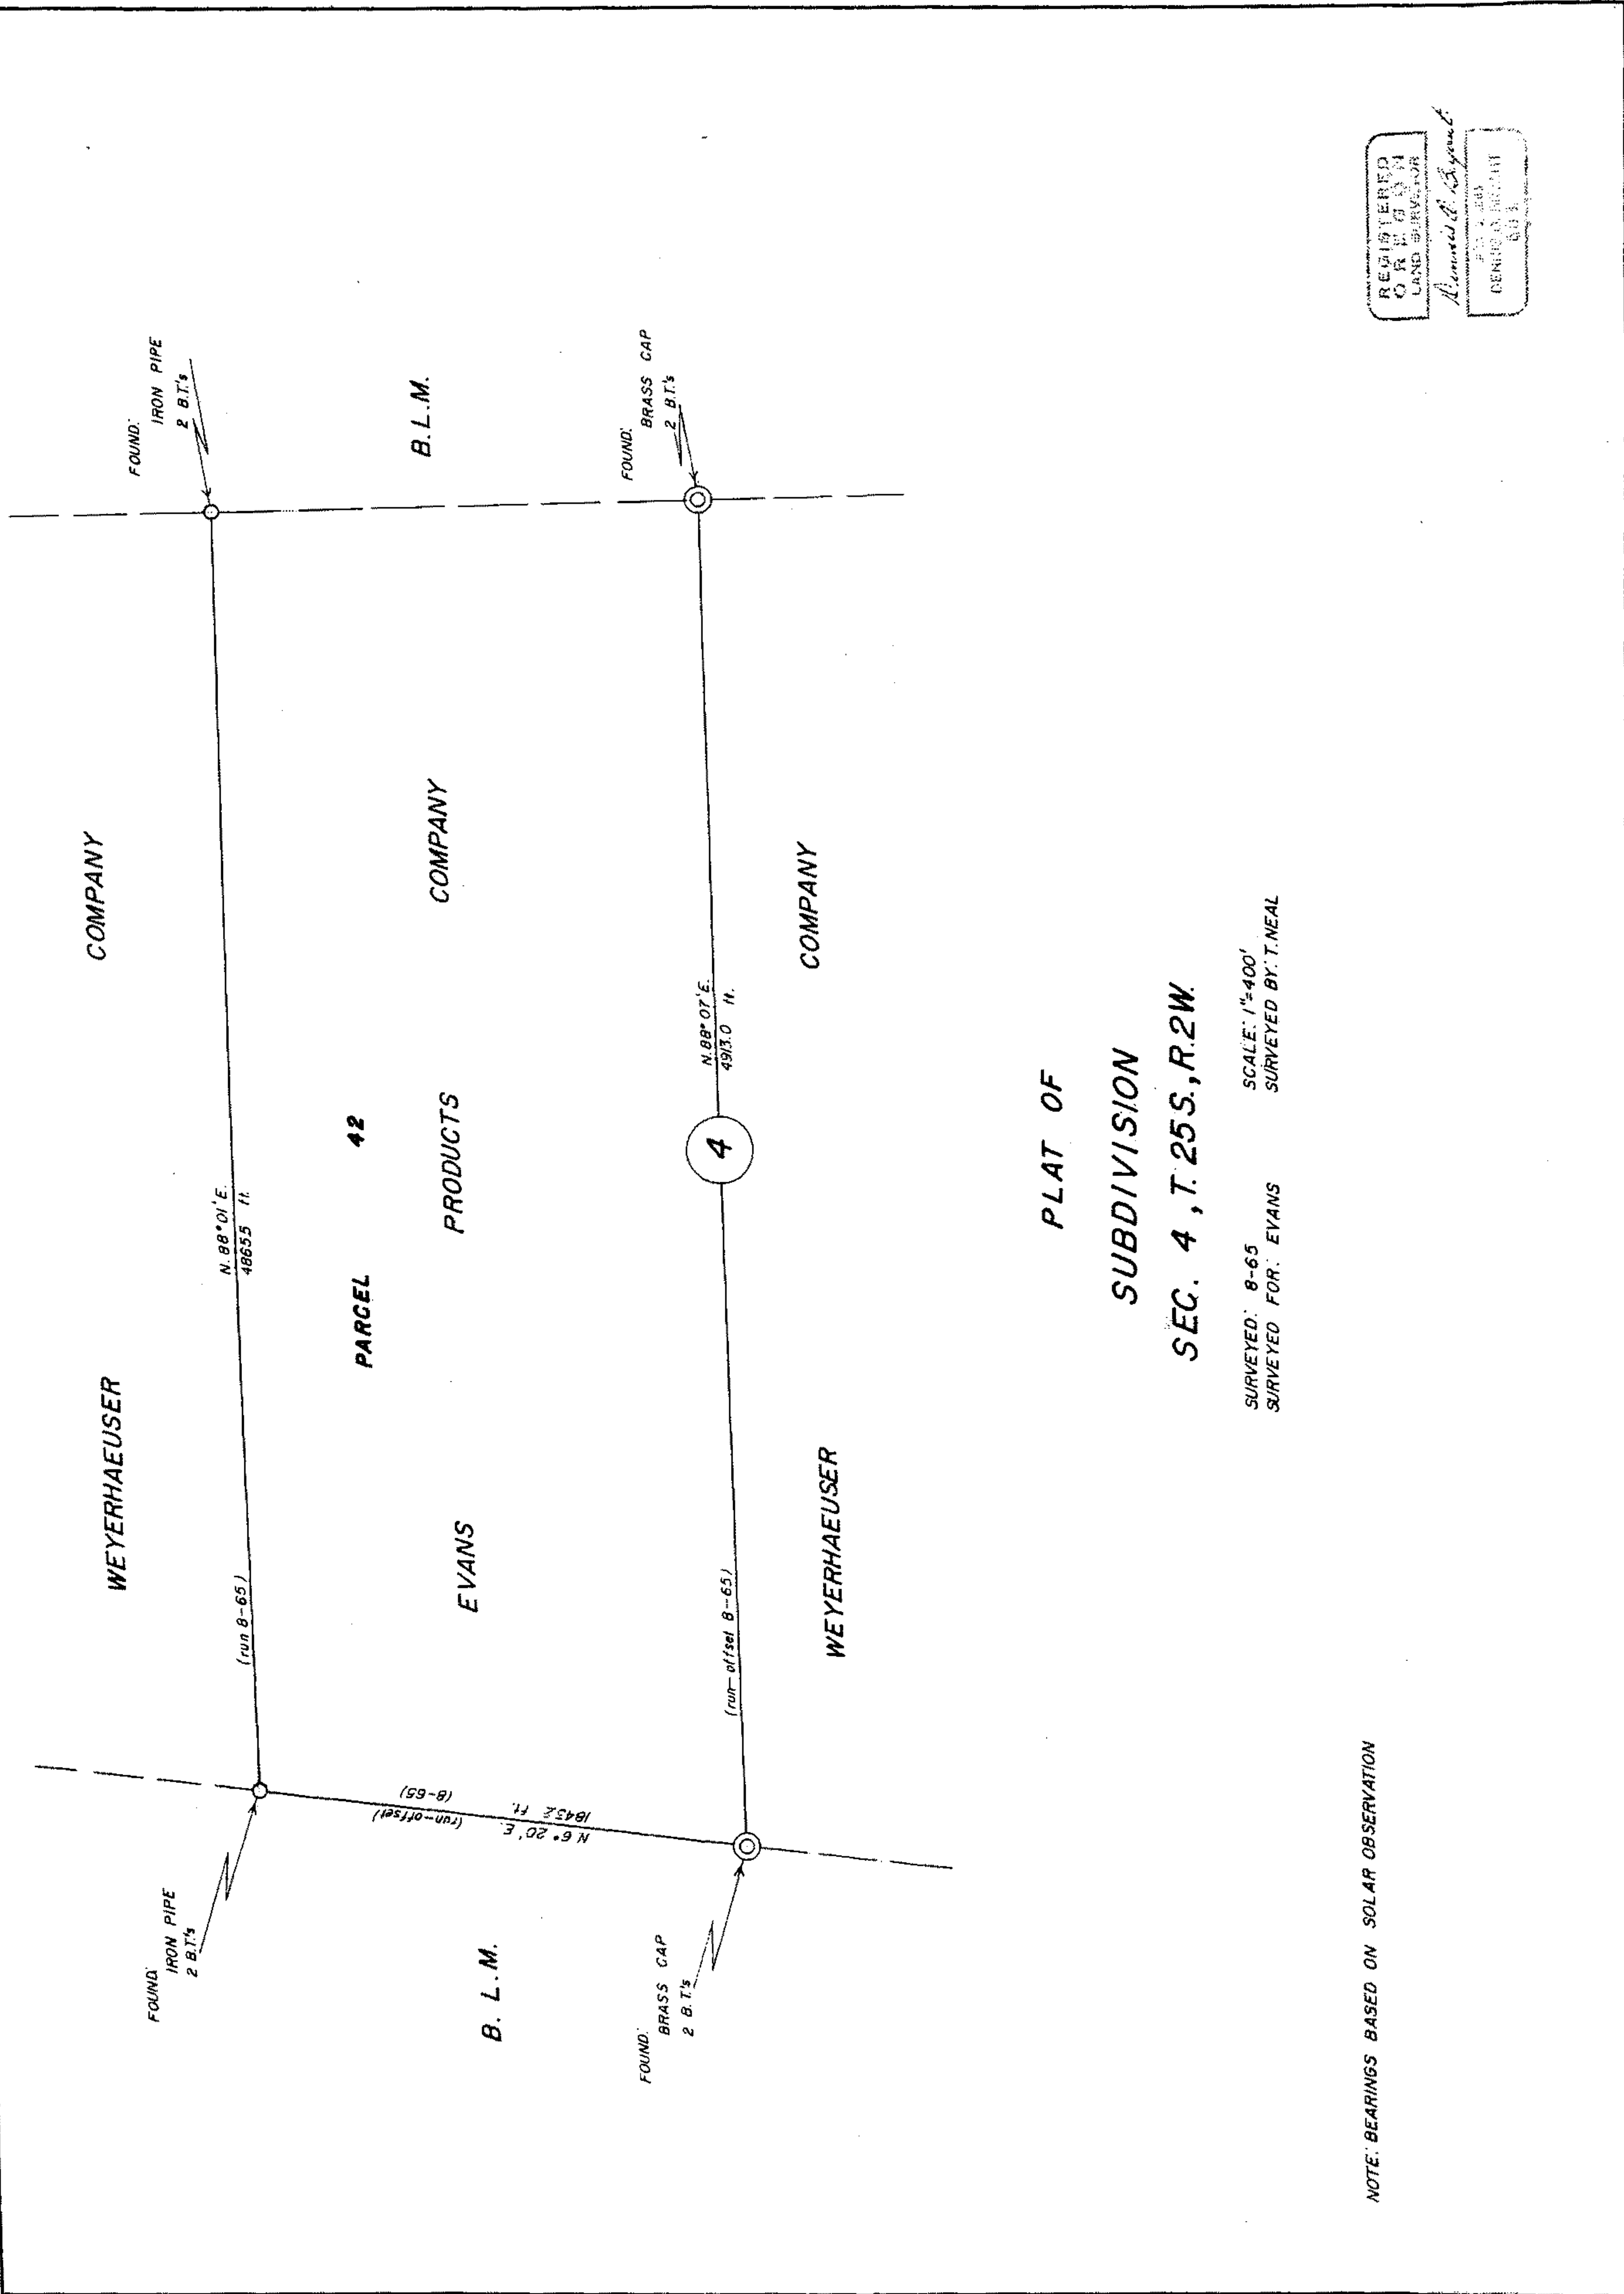 WEYERHAEUSER COMPANY
FOUND:
IRON PIPE
2 B.T.'s
FOUND:
IRON PIPE
2 B.T.'s
(run 8-65)
N. 88° 01' E.
4865.5 ft.
PARCEL 42
B. L. M.
EVANS PRODUCTS COMPANY
B. L. M.
N 6° 20' E.
(run-offset)
1843.2 ft.
(8-65)
FOUND:
BRASS CAP
2 B.T.'s
FOUND:
BRASS CAP
2 B.T.'s
(run-offset 8-65)
4
N. 88° 07' E.
4913.0 ft.
WEYERHAEUSER COMPANY
PLAT OF
SUBDIVISION
SEC. 4, T. 25 S., R. 2 W.
SURVEYED: 8-65
SCALE: 1"=400'
SURVEYED FOR: EVANS
SURVEYED BY: T. NEAL
NOTE: BEARINGS BASED ON SOLAR OBSERVATION
REGISTERED
OREGON
LAND SURVEYOR